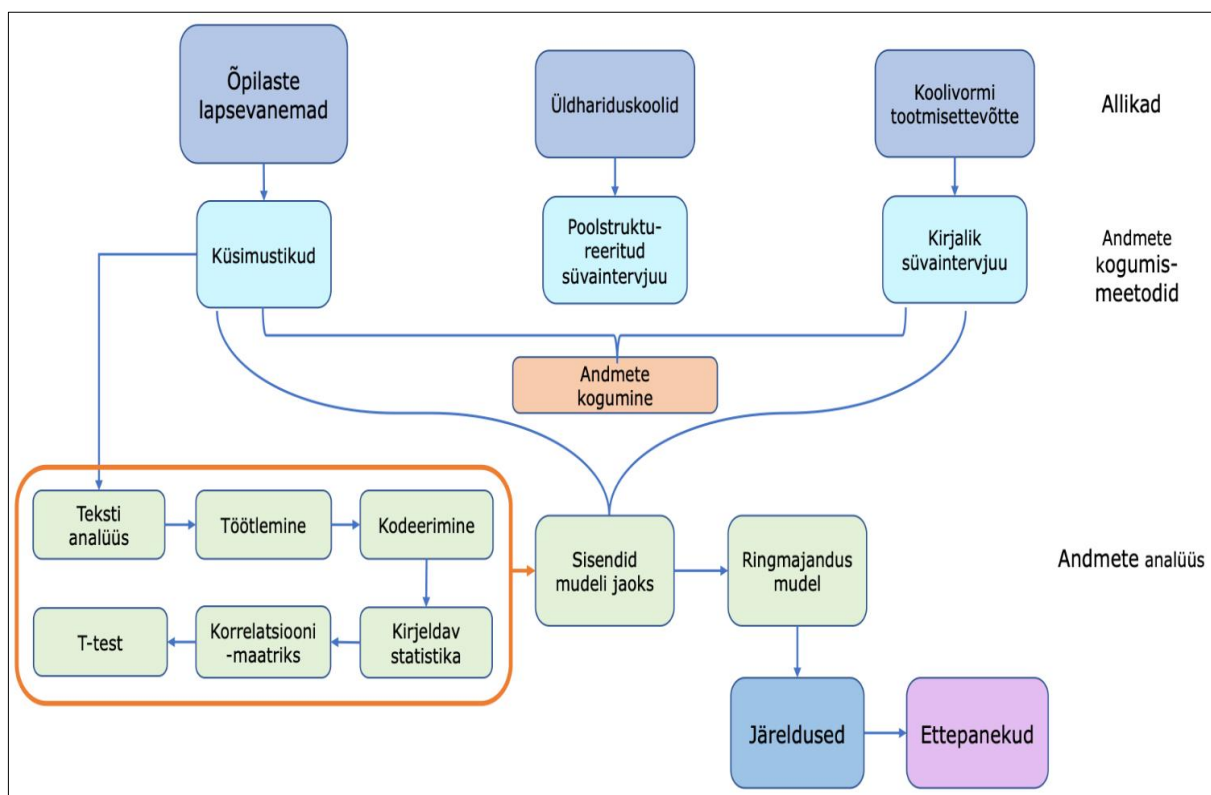 Õpilaste
lapsevanemad
Üldhariduskoolid
Koolivormi
tootmisettevõtte
Allikad
Küsimustikud
Poolstruktu-
reeritud
süvaintervjuu
Kirjalik
süvaintervjuu
Andmete
kogumis-
meetodid
Andmete
kogumine
Teksti
analüüs
Töötlemine
Kodeerimine
Sisendid
mudeli jaoks
Ringmajandus
mudel
Andmete analüüs
T-test
Korrelatsiooni
-maatriks
Kirjeldav
statistika
Järeldused
Ettepanekud